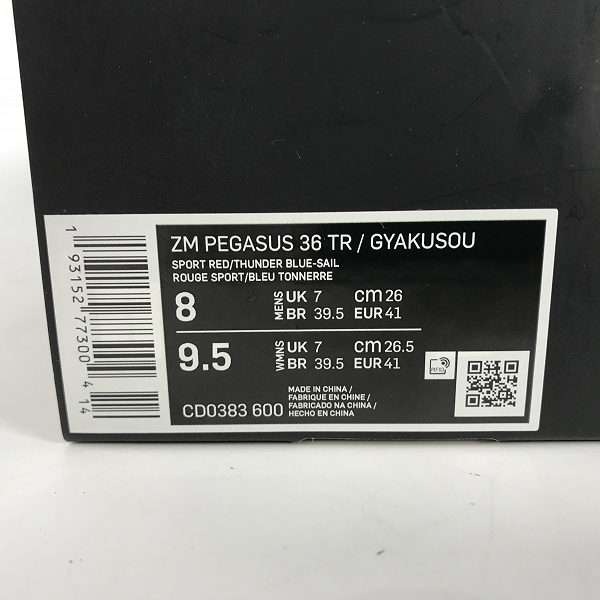 ZM PEGASUS 36 TR / GYAKUSOU
SPORT RED/THUNDER BLUE-SAIL
ROUGE SPORT/BLEU TONNERRE
8 MENS UK 7 cm 26
BR 39.5 EUR 41
9.5 WMNS UK 7 cm 26.5
BR 39.5 EUR 41
RFID
CD0383 600
MADE IN CHINA /
FABRIQUE EN CHINE /
FABRICADO NA CHINA /
HECHO EN CHINA
1 93152 77300 4 14